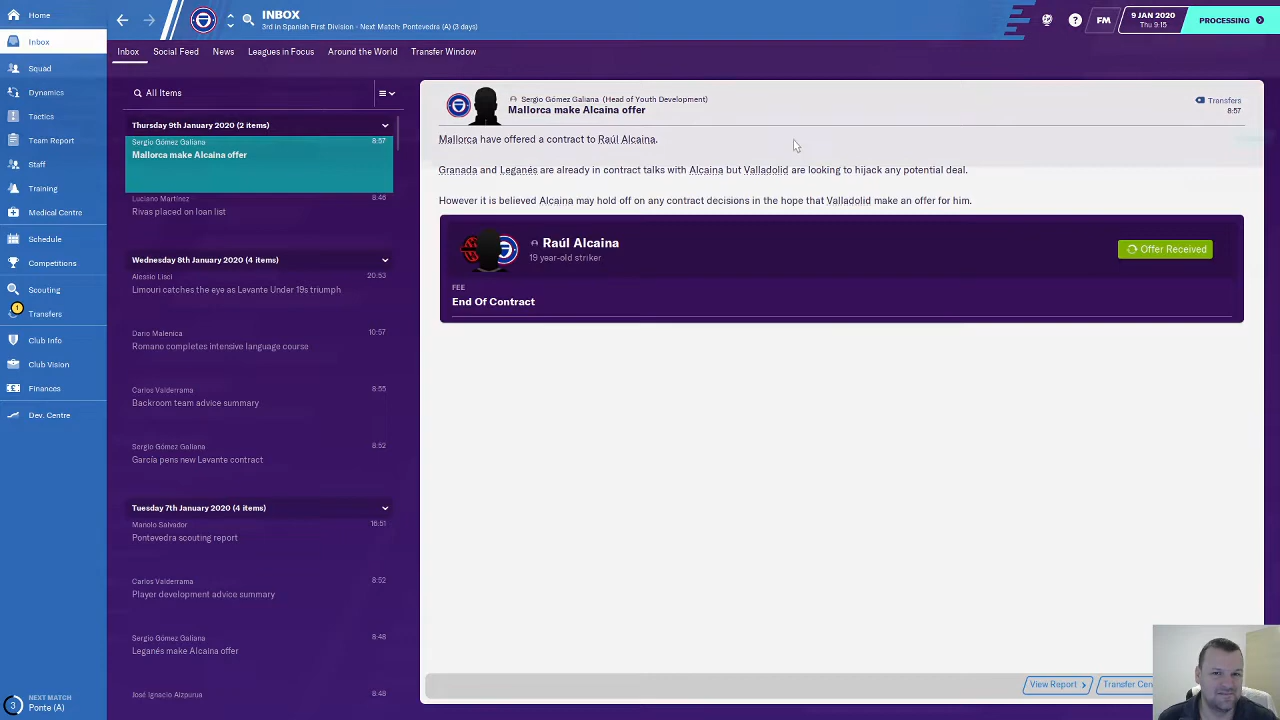 Home
Inbox
Squad
Dynamics
Tactics
Team Report
Staff
Training
Medical Centre
Schedule
Competitions
Scouting
1
Transfers
Club Info
Club Vision
Finances
Dev. Centre
3
NEXT MATCH
Ponte (A)
INBOX
3rd in Spanish First Division - Next Match: Pontevedra (A) (3 days)
?
FM
9 JAN 2020
Thu 9:15
PROCESSING
Inbox
Social Feed
News
Leagues in Focus
Around the World
Transfer Window
All Items
Thursday 9th January 2020 (2 items)
Sergio Gómez Galiana 8:57
Mallorca make Alcaina offer
Luciano Martínez 8:46
Rivas placed on loan list
Wednesday 8th January 2020 (4 items)
Alessio Lisci 20:53
Limouri catches the eye as Levante Under 19s triumph
Dario Malenica 10:57
Romano completes intensive language course
Carlos Valderrama 8:55
Backroom team advice summary
Sergio Gómez Galiana 8:52
García pens new Levante contract
Tuesday 7th January 2020 (4 items)
Manolo Salvador 16:51
Pontevedra scouting report
Carlos Valderrama 8:52
Player development advice summary
Sergio Gómez Galiana 8:48
Leganés make Alcaina offer
José Ignacio Aizpurua 8:48
Sergio Gómez Galiana (Head of Youth Development)
Mallorca make Alcaina offer
Transfers
8:57
Mallorca have offered a contract to Raúl Alcaina.
Granada and Leganés are already in contract talks with Alcaina but Valladolid are looking to hijack any potential deal.
However it is believed Alcaina may hold off on any contract decisions in the hope that Valladolid make an offer for him.
Raúl Alcaina
19 year-old striker
Offer Received
FEE
End Of Contract
View Report
Transfer Cen